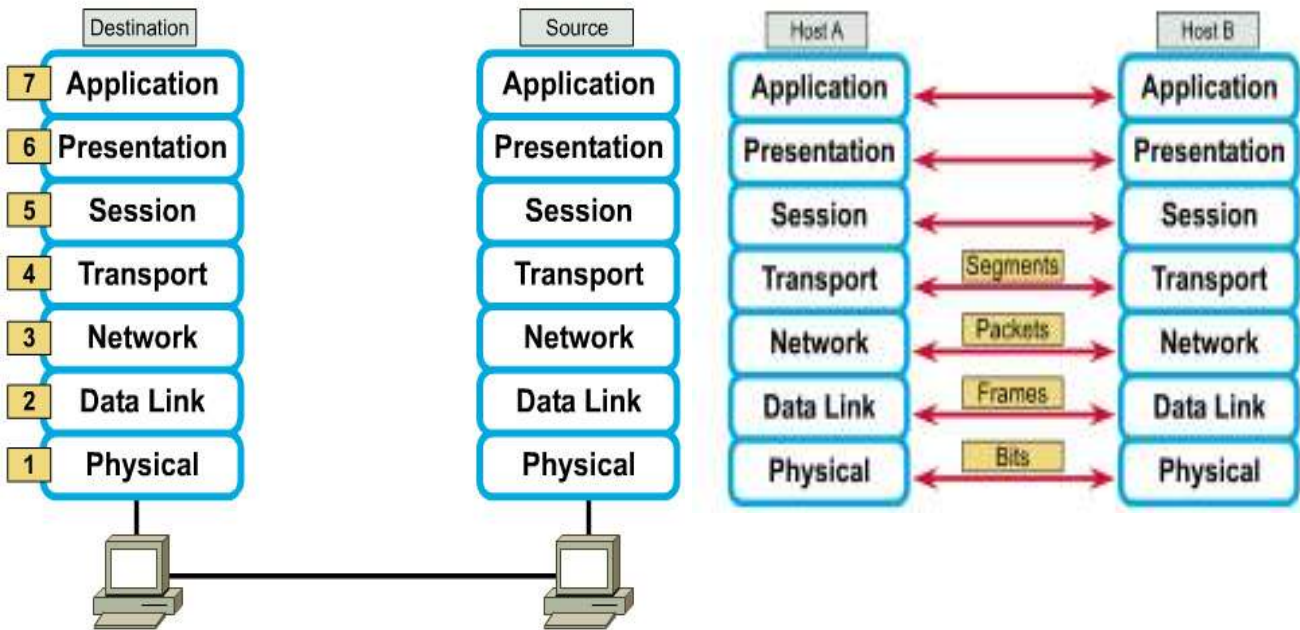 Destination
Source
Host A
Host B
7
Application
Application
Application
Application
6
Presentation
Presentation
Presentation
Presentation
5
Session
Session
Session
Session
4
Transport
Transport
Transport
Segments
Transport
3
Network
Network
Network
Packets
Network
2
Data Link
Data Link
Data Link
Frames
Data Link
1
Physical
Physical
Physical
Bits
Physical